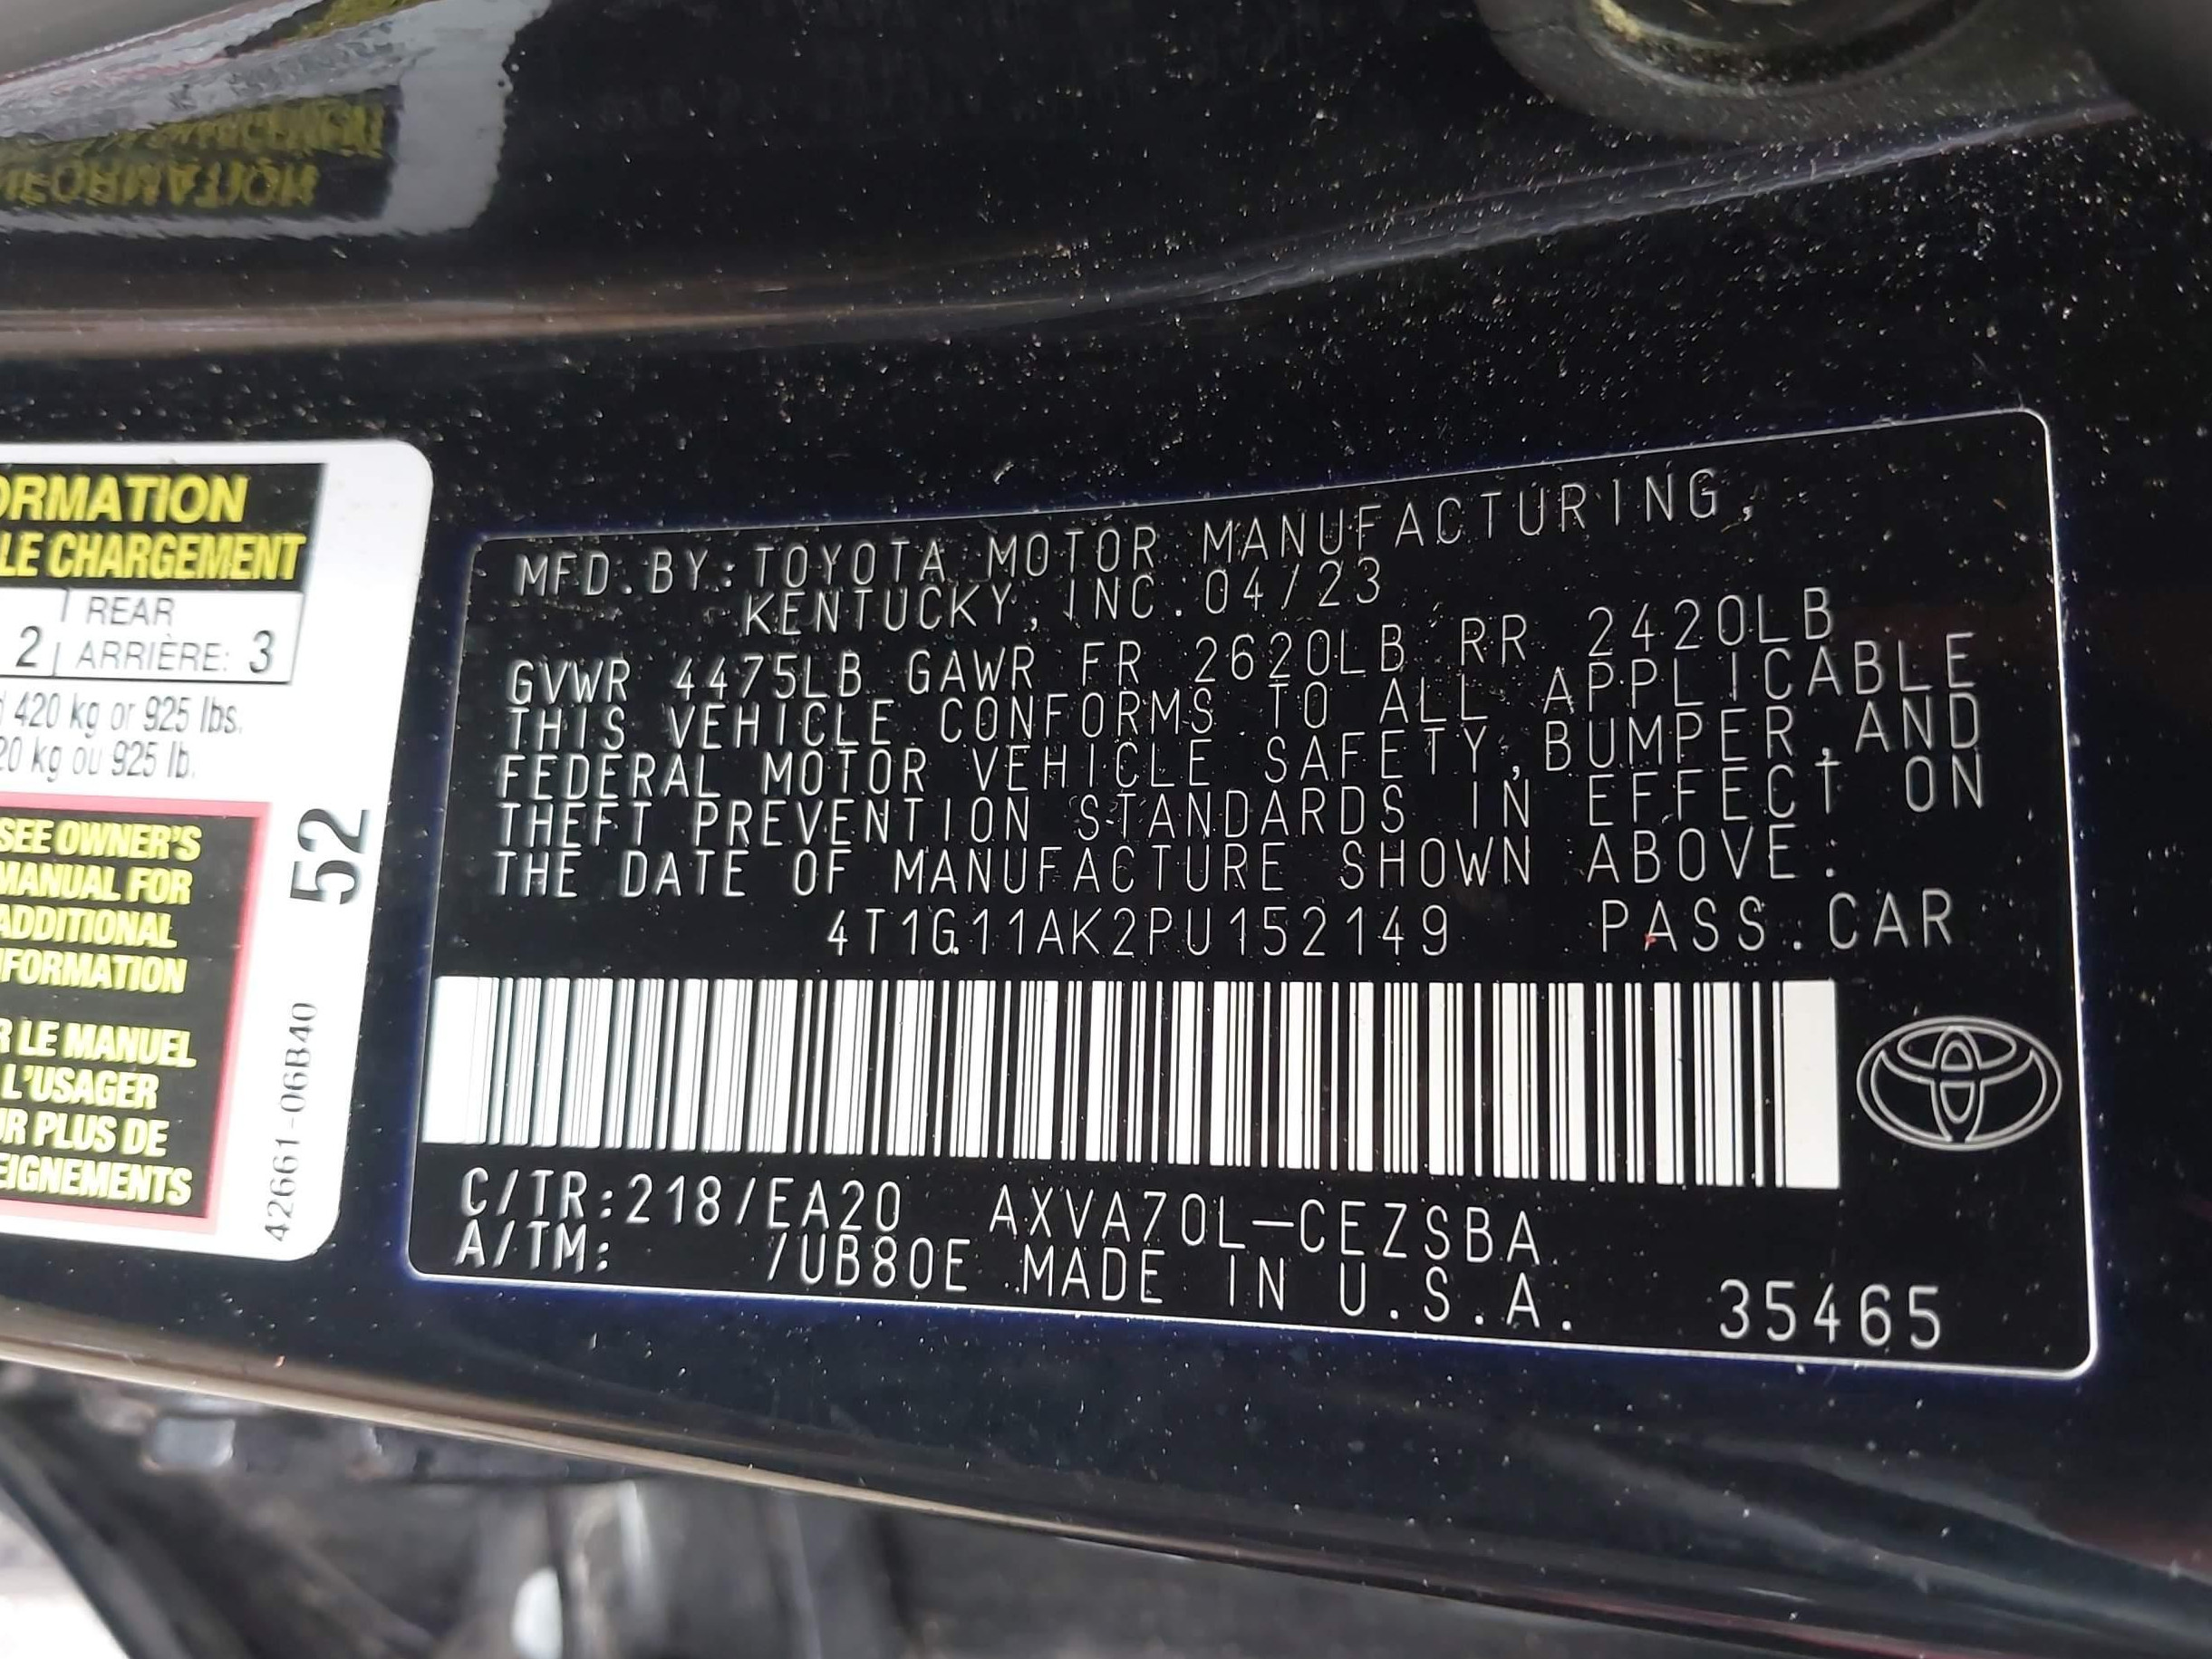 ORMATION
LE CHARGEMENT
REAR
2 ARRIÈRE: 3
420 kg or 925 lbs.
20 kg ou 925 lb.
SEE OWNER'S
MANUAL FOR
ADDITIONAL
NFORMATION
R LE MANUEL
L'USAGER
UR PLUS DE
EIGNEMENTS
52
42661-06B40
MFD. BY: TOYOTA MOTOR MANUFACTURING,
KENTUCKY, INC. 04/23
GVWR 4475LB GAWR FR 2620LB RR 2420LB
THIS VEHICLE CONFORMS TO ALL APPLICABLE
FEDERAL MOTOR VEHICLE SAFETY, BUMPER, AND
THEFT PREVENTION STANDARDS IN EFFECT ON
THE DATE OF MANUFACTURE SHOWN ABOVE.
4T1G11AK2PU152149 PASS. CAR
C/TR: 218/EA20 AXVA70L-CEZSBA
A/TM: /UB80E MADE IN U.S.A. 35465